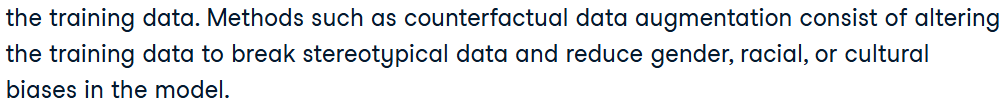 the training data. Methods such as counterfactual data augmentation consist of altering
the training data to break stereotypical data and reduce gender, racial, or cultural
biases in the model.